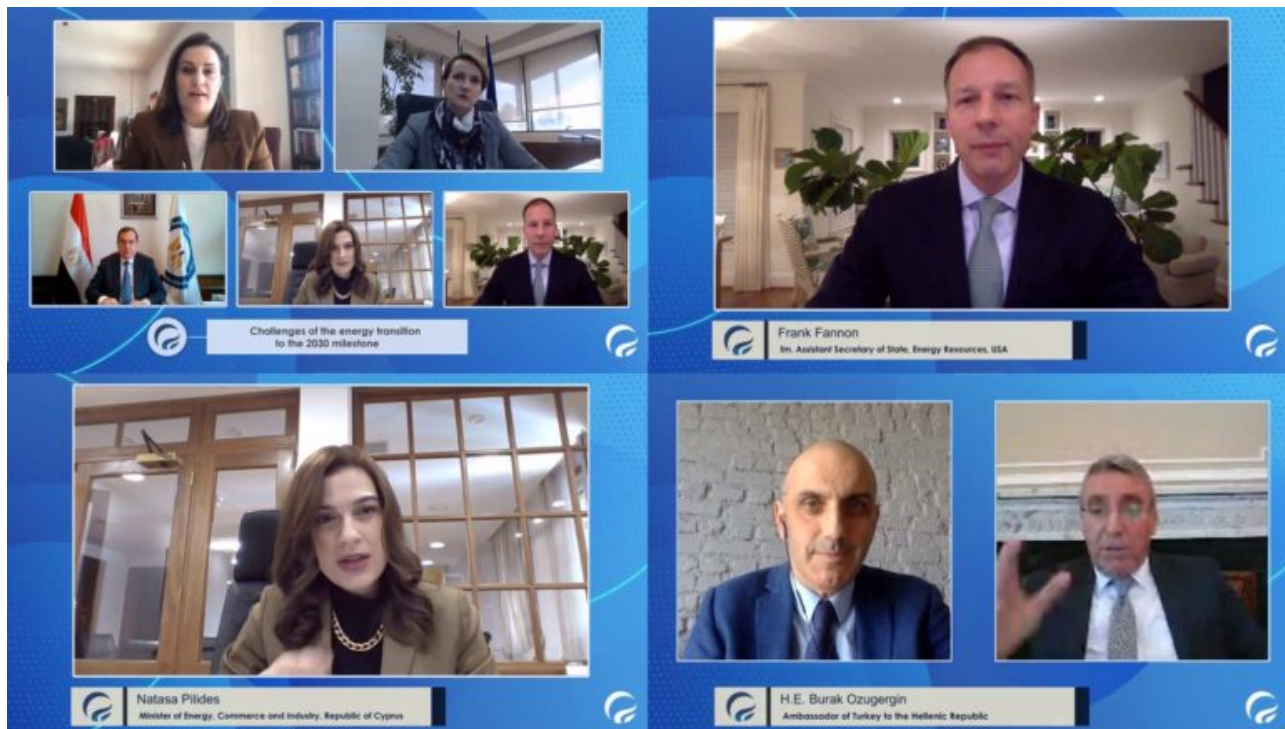 Challenges of the energy transition
to the 2030 milestone
Frank Fannon
fm. Assistant Secretary of State, Energy Resources, USA
Natasa Pilides
Minister of Energy, Commerce and Industry, Republic of Cyprus
H.E. Burak Ozugergin
Ambassador of Turkey to the Hellenic Republic